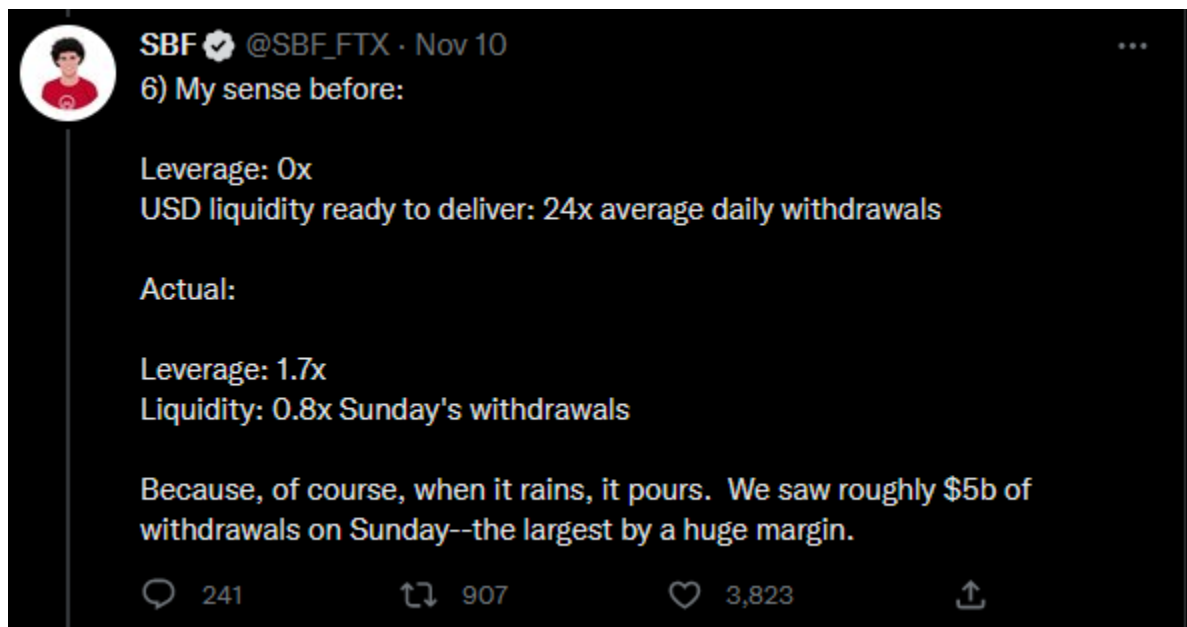 SBF @SBF_FTX · Nov 10
6) My sense before:
Leverage: 0x
USD liquidity ready to deliver: 24x average daily withdrawals
Actual:
Leverage: 1.7x
Liquidity: 0.8x Sunday's withdrawals
Because, of course, when it rains, it pours.  We saw roughly $5b of
withdrawals on Sunday--the largest by a huge margin.
241 907 3,823